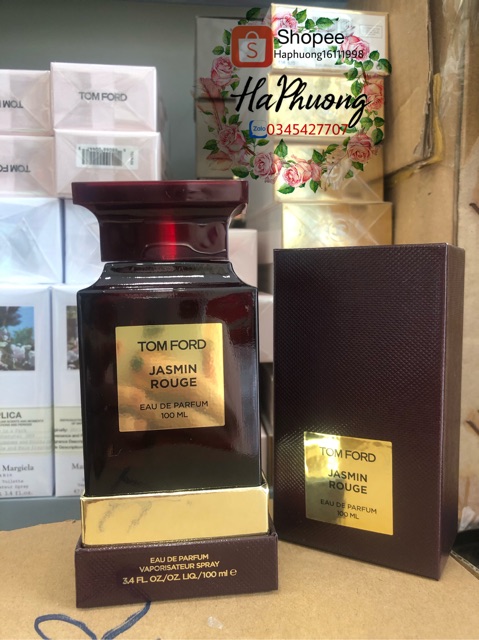 Shopee
Haphuong16111998
HaPhuong
Zalo 0345427707
TOM FORD
TOM FORD
TOM FORD
TOM FORD
JASMIN
ROUGE
EAU DE PARFUM
100 ML
TOM FORD
JASMIN
ROUGE
EAU DE PARFUM
100 ML
EAU DE PARFUM
VAPORISATEUR SPRAY
3.4 FL. OZ./OZ. LIQ./100 ml e
PLICA
Margiela